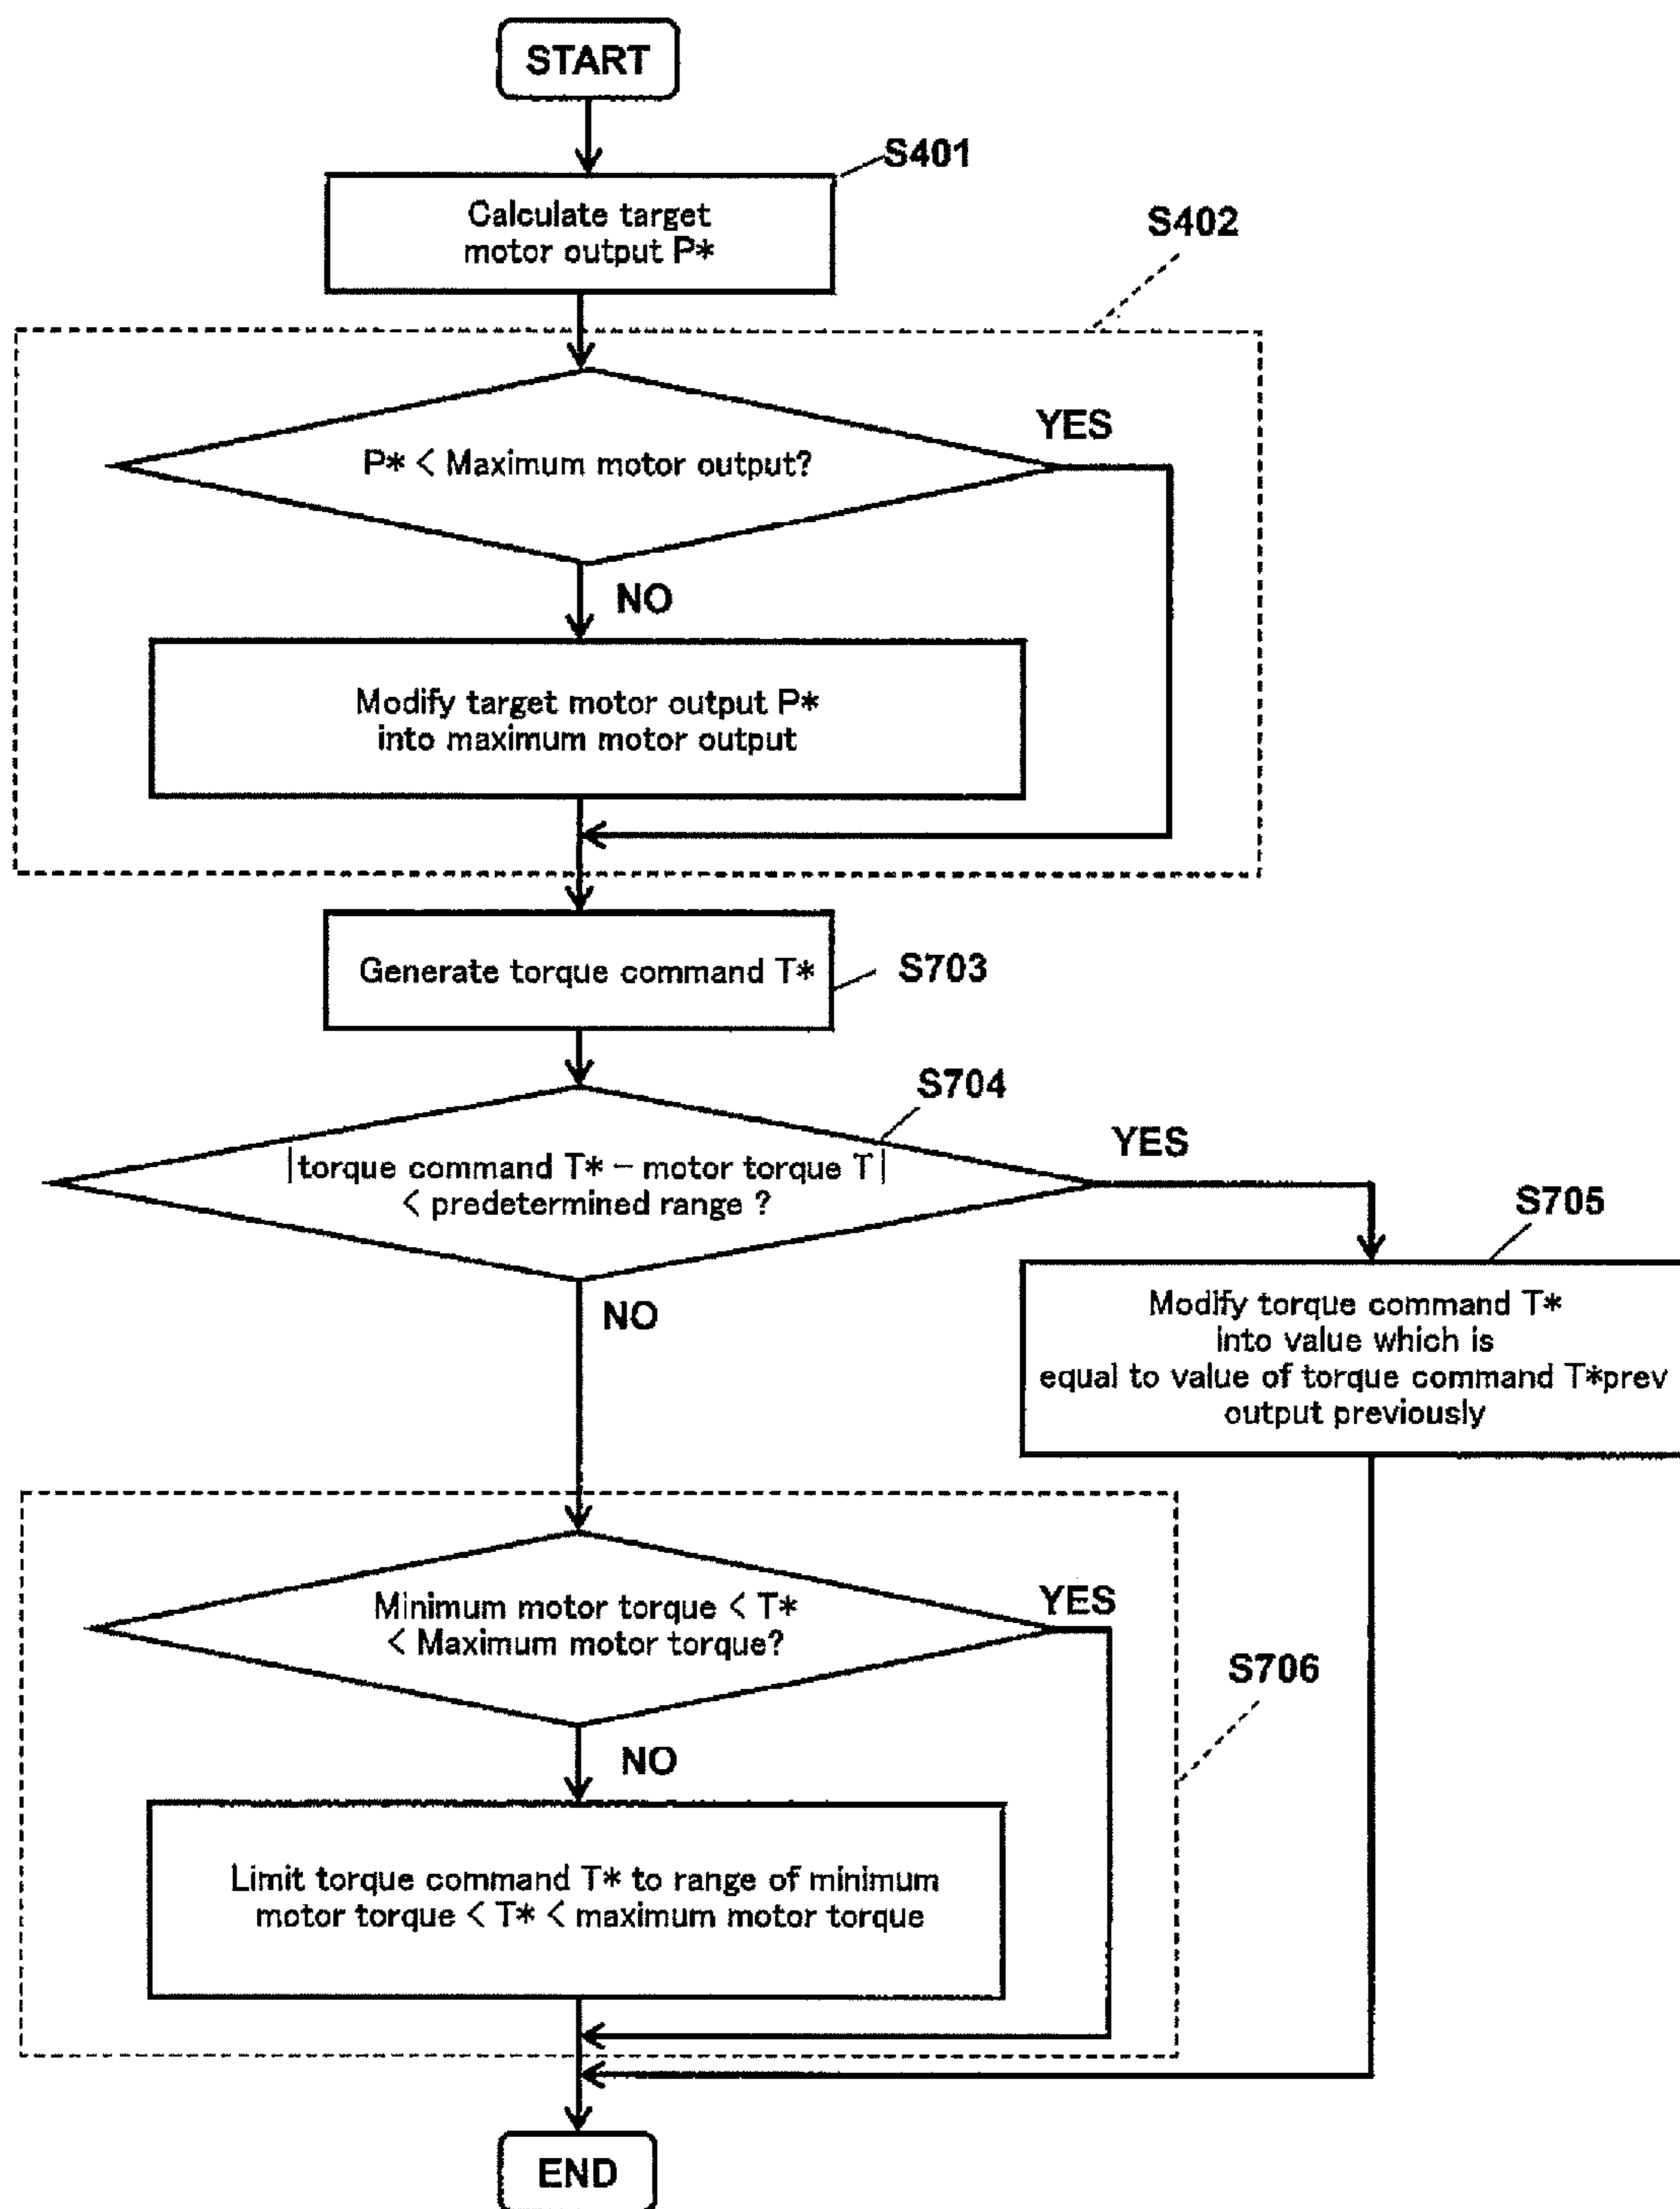 START
S401
Calculate target
motor output P*
S402
P* < Maximum motor output?
YES
NO
Modify target motor output P*
into maximum motor output
Generate torque command T*
S703
S704
|torque command T* – motor torque T|
< predetermined range ?
YES
NO
S705
Modify torque command T*
into value which is
equal to value of torque command T*prev
output previously
Minimum motor torque < T*
< Maximum motor torque?
YES
S706
NO
Limit torque command T* to range of minimum
motor torque < T* < maximum motor torque
END